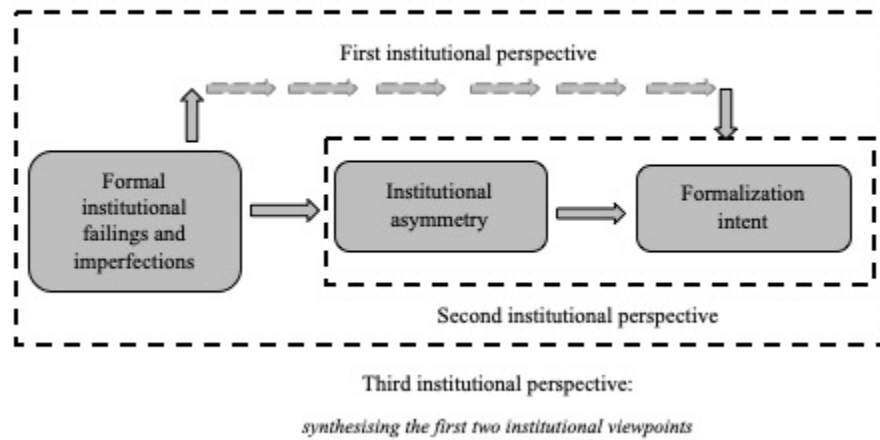 First institutional perspective
Formal
institutional
failings and
imperfections
Institutional
asymmetry
Formalization
intent
Second institutional perspective
Third institutional perspective:
synthesising the first two institutional viewpoints